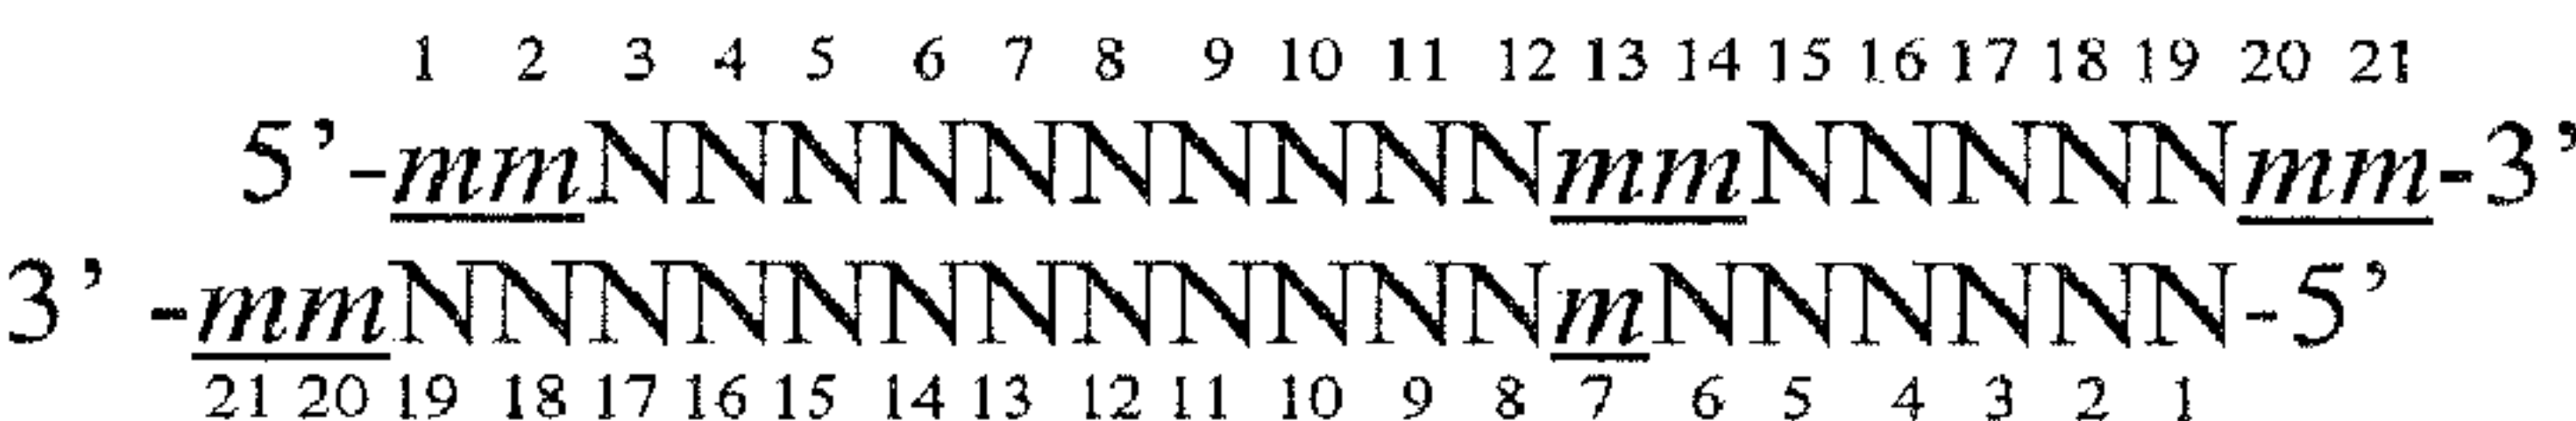 1 2 3 4 5 6 7 8 9 10 11 12 13 14 15 16 17 18 19 20 21
5’-mmNNNNNNNNNNmmNNNNNmm-3’
3’ -mmNNNNNNNNNNNNmNNNNNN-5’
21 20 19 18 17 16 15 14 13 12 11 10 9 8 7 6 5 4 3 2 1